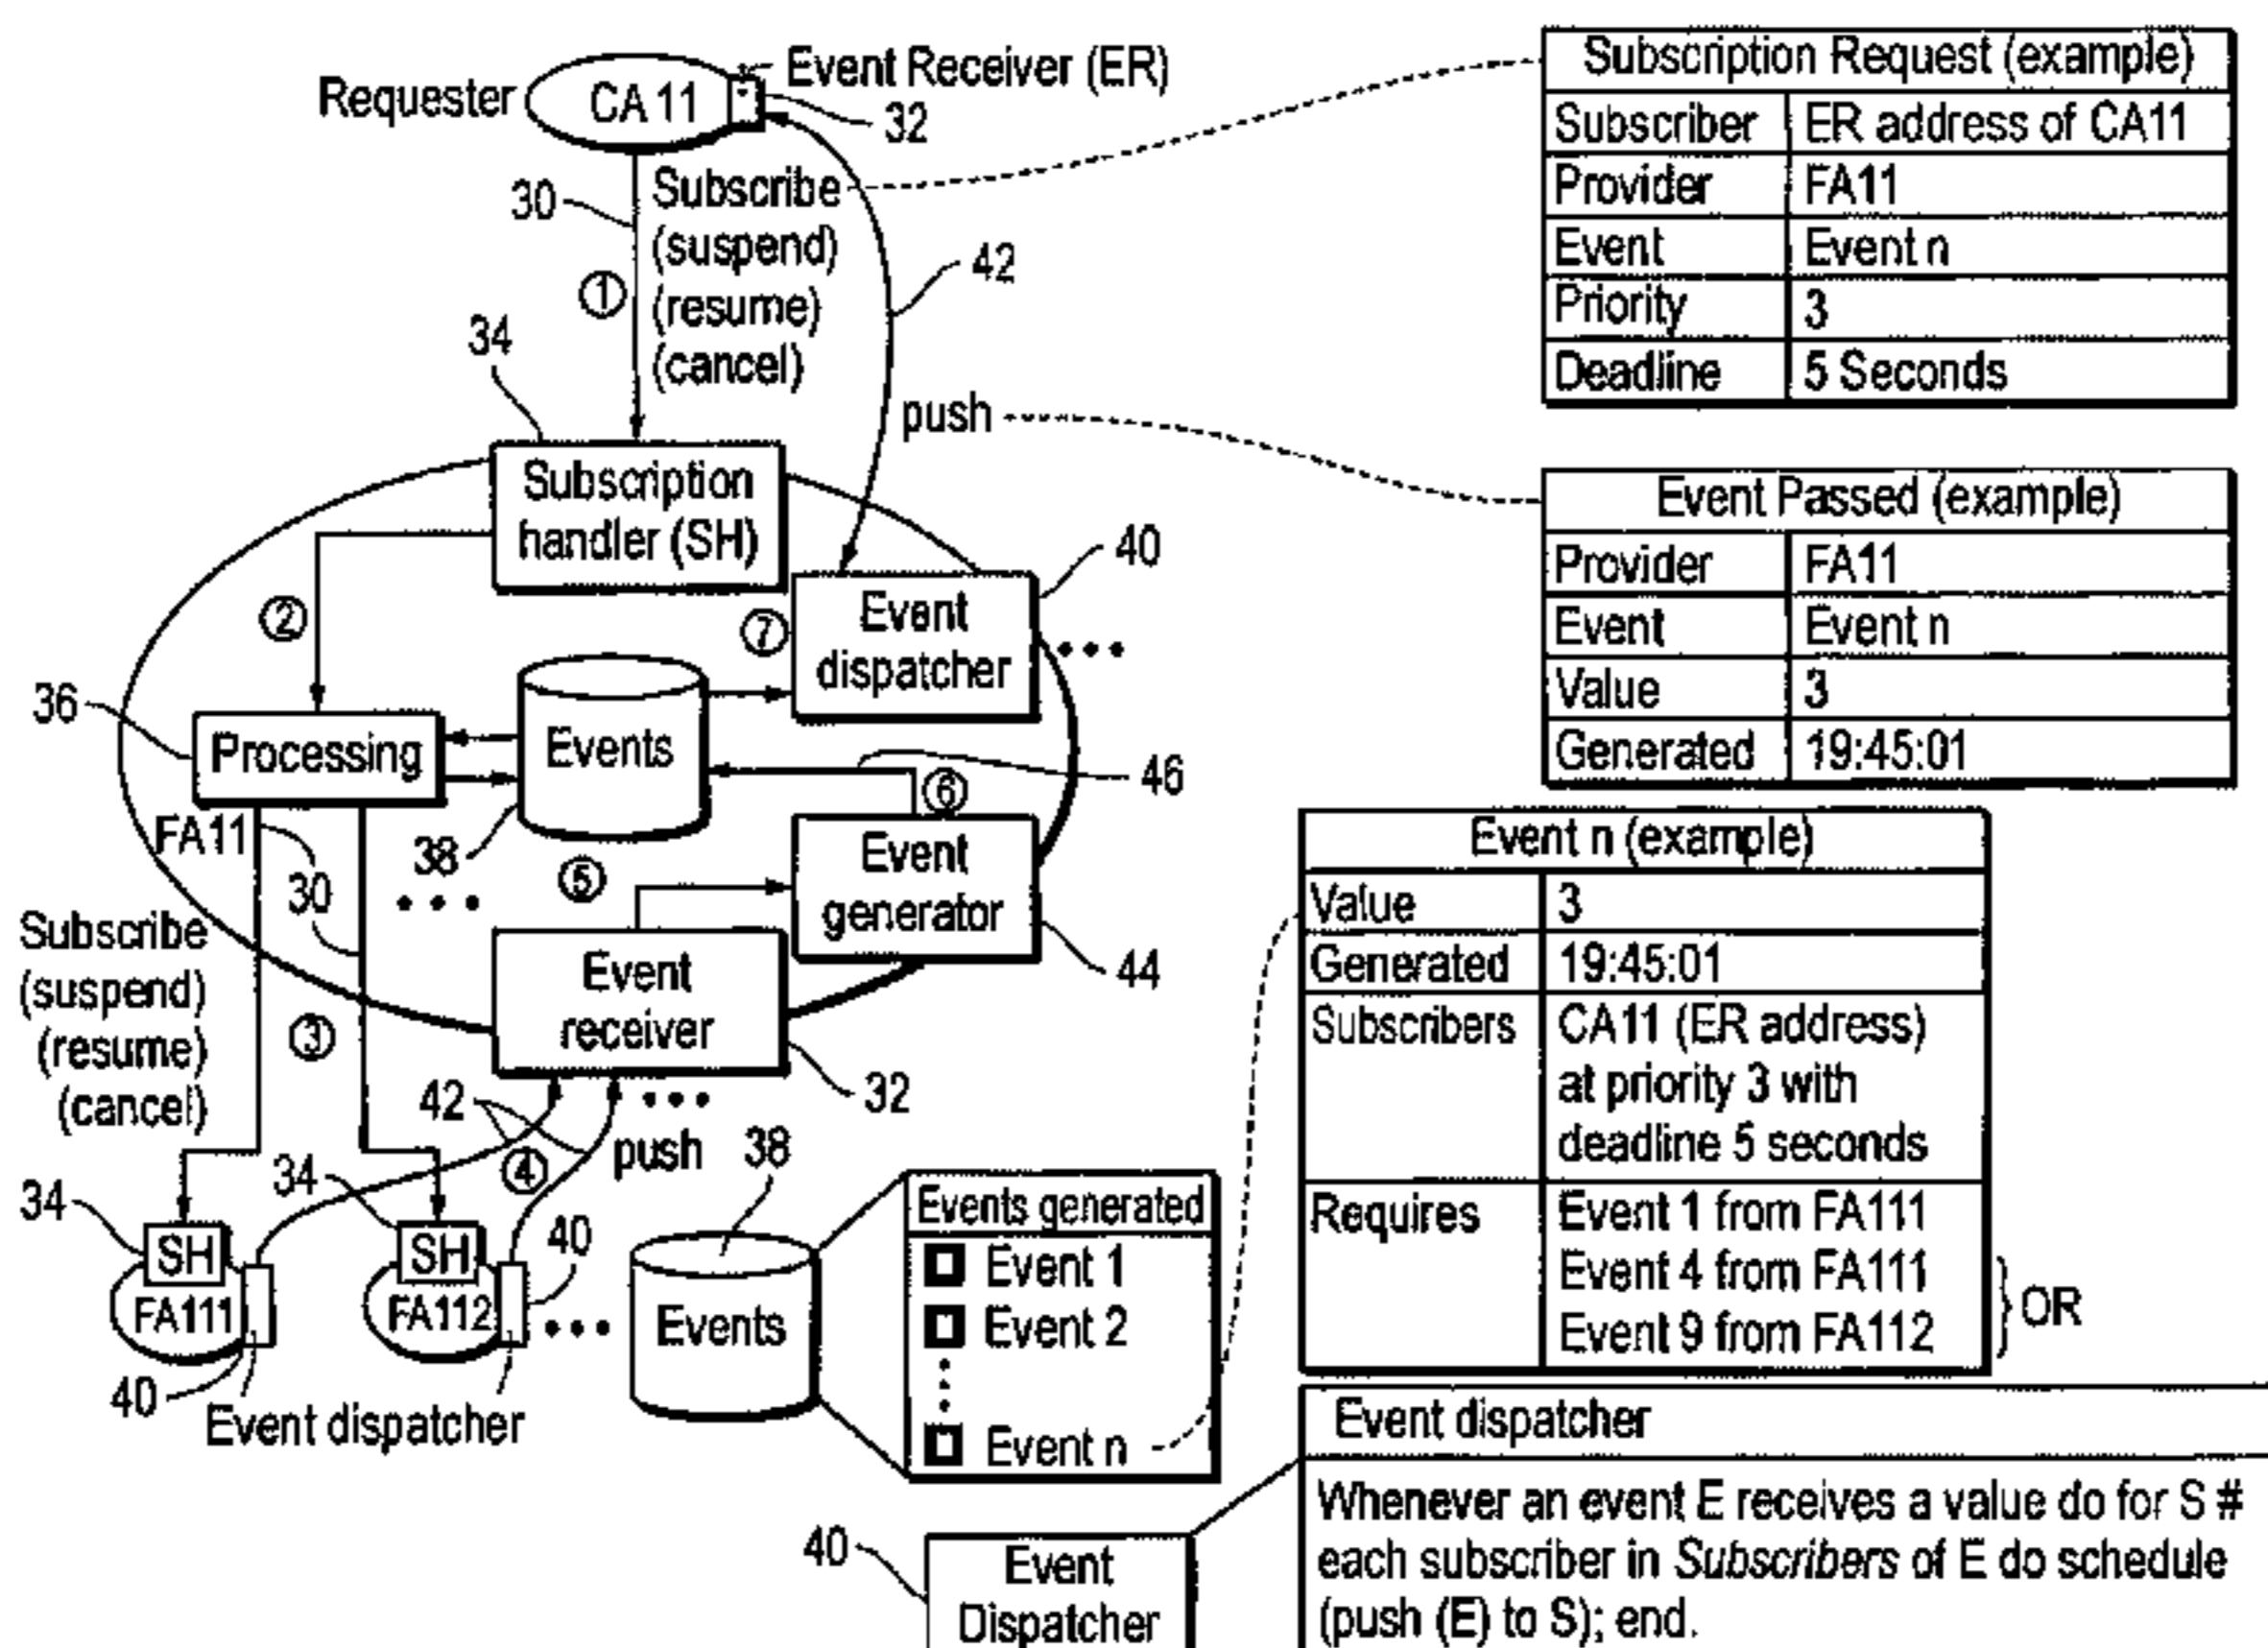 Requester
CA 11
Event Receiver (ER)
32
30
Subscribe
(suspend)
(resume)
(cancel)
①
42
34
push
Subscription
handler (SH)
②
⑦
Event
dispatcher
40
36
Processing
Events
38
46
⑥
FA11
30
⑤
Event
generator
44
Subscribe
(suspend)
(resume)
(cancel)
③
Event
receiver
32
42
④
push
34
SH
FA111
40
34
SH
FA112
40
Event dispatcher
38
Events
Events generated
Event 1
Event 2
Event n
40
Event
Dispatcher
Subscription Request (example)
Subscriber ER address of CA11
Provider FA11
Event Event n
Priority 3
Deadline 5 Seconds
Event Passed (example)
Provider FA11
Event Event n
Value 3
Generated 19:45:01
Event n (example)
Value 3
Generated 19:45:01
Subscribers CA11 (ER address)
at priority 3 with
deadline 5 seconds
Requires Event 1 from FA111
Event 4 from FA111
Event 9 from FA112
OR
Event dispatcher
Whenever an event E receives a value do for S #
each subscriber in Subscribers of E do schedule
(push (E) to S); end.